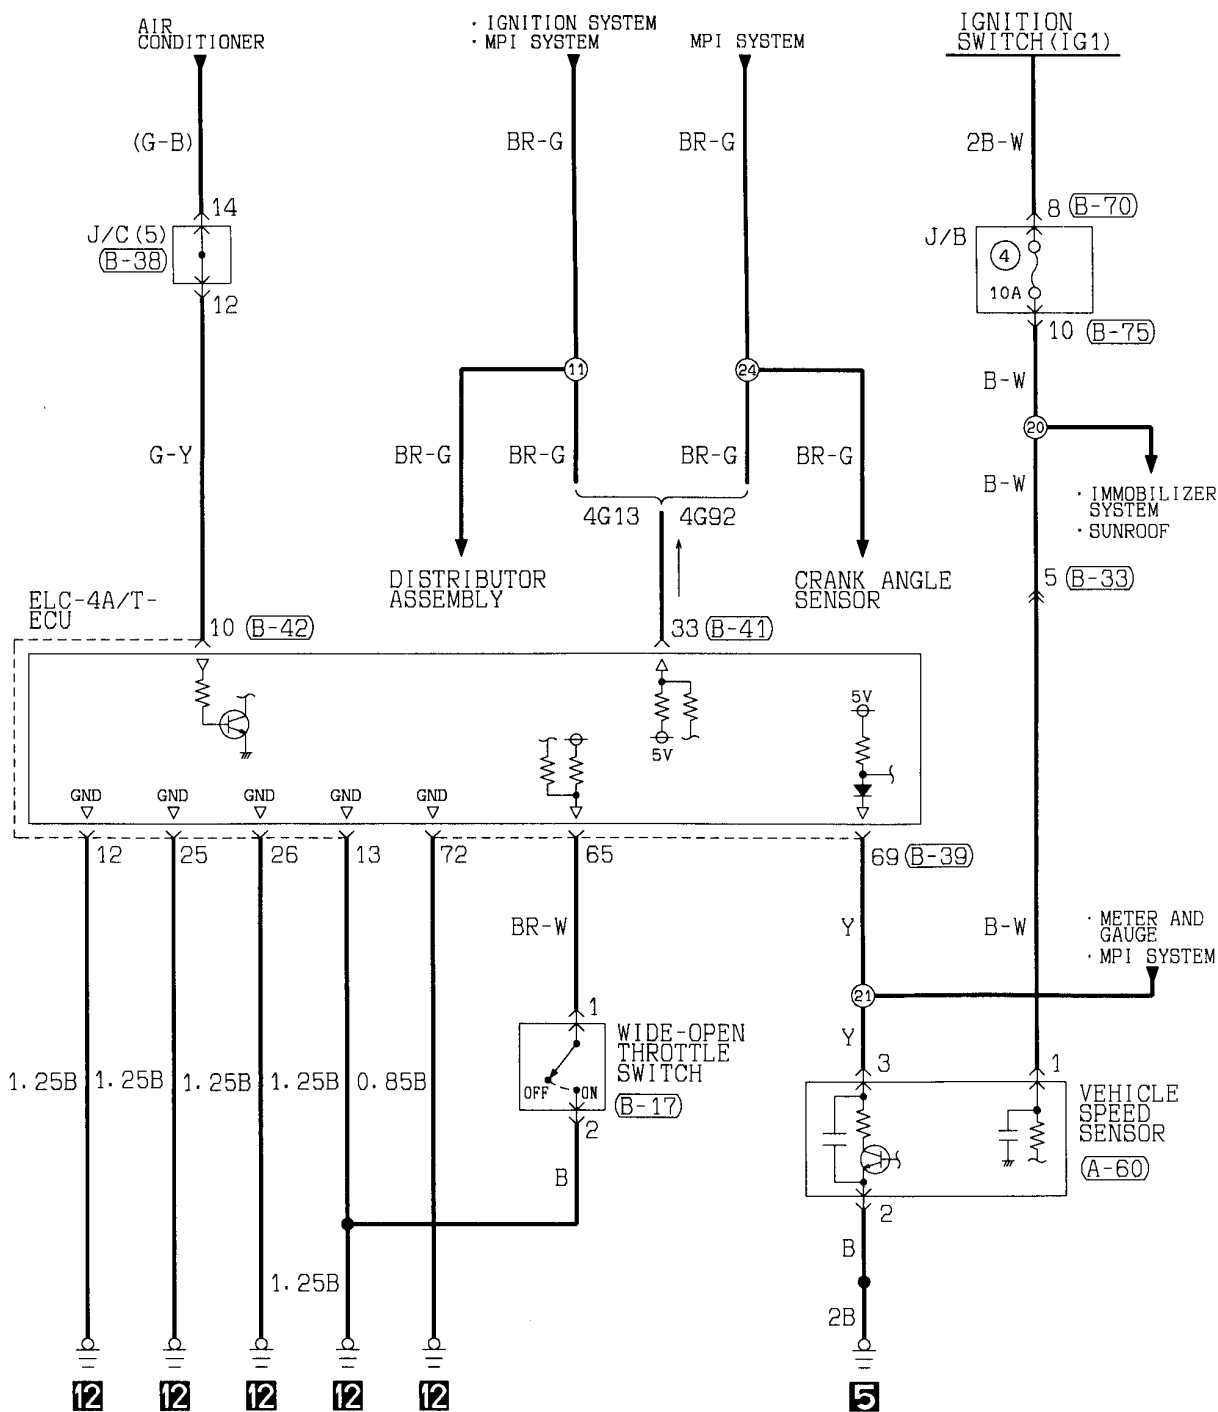 AIR
CONDITIONER
· IGNITION SYSTEM
· MPI SYSTEM
MPI SYSTEM
IGNITION
SWITCH(IG1)
(G-B)
BR-G
BR-G
2B-W
14
J/C(5)
B-38
12
8 B-70
J/B
4
10A
10 B-75
11
24
B-W
20
G-Y
BR-G
BR-G
BR-G
BR-G
B-W
· IMMOBILIZER
SYSTEM
· SUNROOF
4G13
4G92
DISTRIBUTOR
ASSEMBLY
CRANK ANGLE
SENSOR
5 B-33
ELC-4A/T-
ECU
10 B-42
33 B-41
5V
5V
GND
GND
GND
GND
GND
12
25
26
13
72
65
69 B-39
BR-W
Y
B-W
· METER AND
GAUGE
· MPI SYSTEM
21
1
WIDE-OPEN
THROTTLE
SWITCH
B-17
OFF
ON
2
Y
3
1
1.25B
1.25B
1.25B
1.25B
0.85B
VEHICLE
SPEED
SENSOR
A-60
B
2
B
1.25B
2B
12
12
12
12
12
5